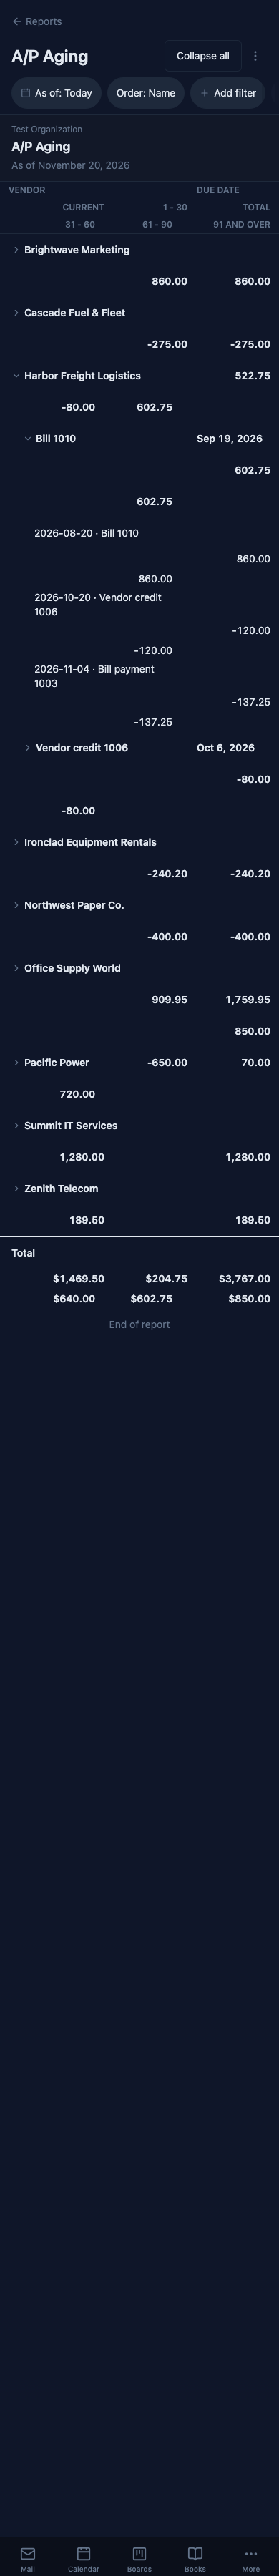 Reports
A/P Aging
Collapse all
As of: Today
Order: Name
Add filter
Test Organization
A/P Aging
As of November 20, 2026
VENDOR DUE DATE
CURRENT 1 - 30 TOTAL
31 - 60 61 - 90 91 AND OVER
Brightwave Marketing
860.00 860.00
Cascade Fuel & Fleet
-275.00 -275.00
Harbor Freight Logistics 522.75
-80.00 602.75
Bill 1010 Sep 19, 2026
602.75
602.75
2026-08-20 · Bill 1010
860.00
860.00
2026-10-20 · Vendor credit
1006
-120.00
-120.00
2026-11-04 · Bill payment
1003
-137.25
-137.25
Vendor credit 1006 Oct 6, 2026
-80.00
-80.00
Ironclad Equipment Rentals
-240.20 -240.20
Northwest Paper Co.
-400.00 -400.00
Office Supply World
909.95 1,759.95
850.00
Pacific Power -650.00 70.00
720.00
Summit IT Services
1,280.00 1,280.00
Zenith Telecom
189.50 189.50
Total
$1,469.50 $204.75 $3,767.00
$640.00 $602.75 $850.00
End of report
Mail Calendar Boards Books More